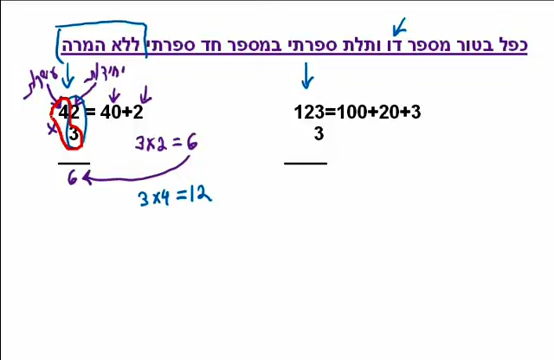 כפל בטור מספר דו ותלת ספרתי במספר חד ספרתי ללא המרה
עשרות יחידות
42 = 40+2
x 3
6
3x2=6
3x4=12
123=100+20+3
3